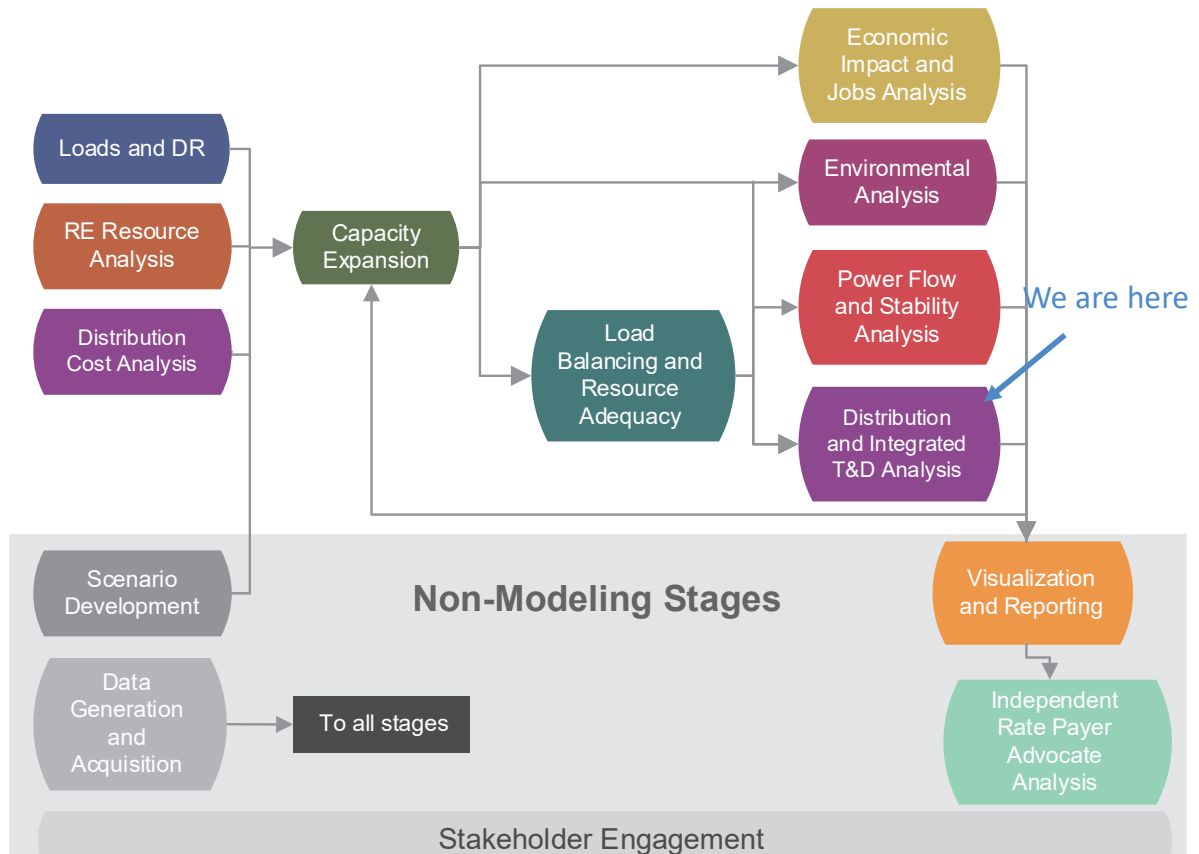 Economic
Impact and
Jobs Analysis
Loads and DR
Environmental
Analysis
RE Resource
Analysis
Capacity
Expansion
Power Flow
and Stability
Analysis
We are here
Distribution
Cost Analysis
Load
Balancing and
Resource
Adequacy
Distribution
and Integrated
T&D Analysis
Scenario
Development
Non-Modeling Stages
Visualization
and Reporting
Data
Generation
and
Acquisition
To all stages
Independent
Rate Payer
Advocate
Analysis
Stakeholder Engagement